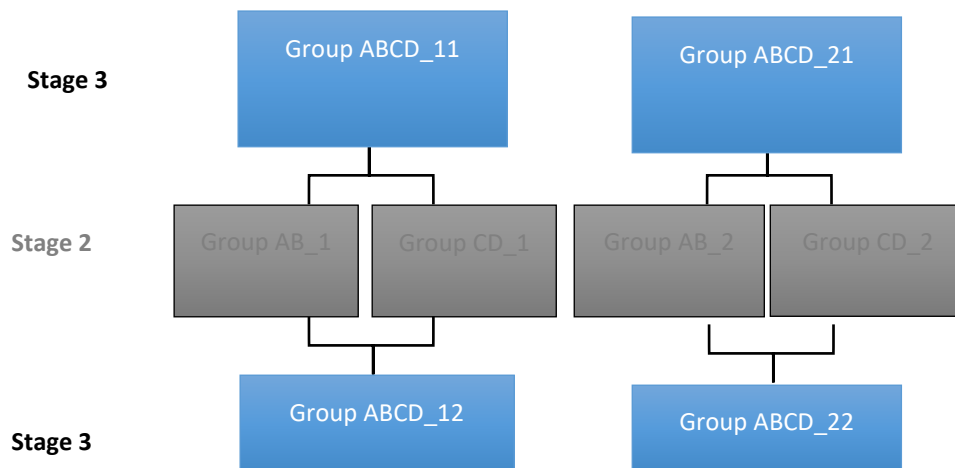 Group ABCD_11
Group ABCD_21
Stage 3
Stage 2
Group AB_1
Group CD_1
Group AB_2
Group CD_2
Group ABCD_12
Group ABCD_22
Stage 3